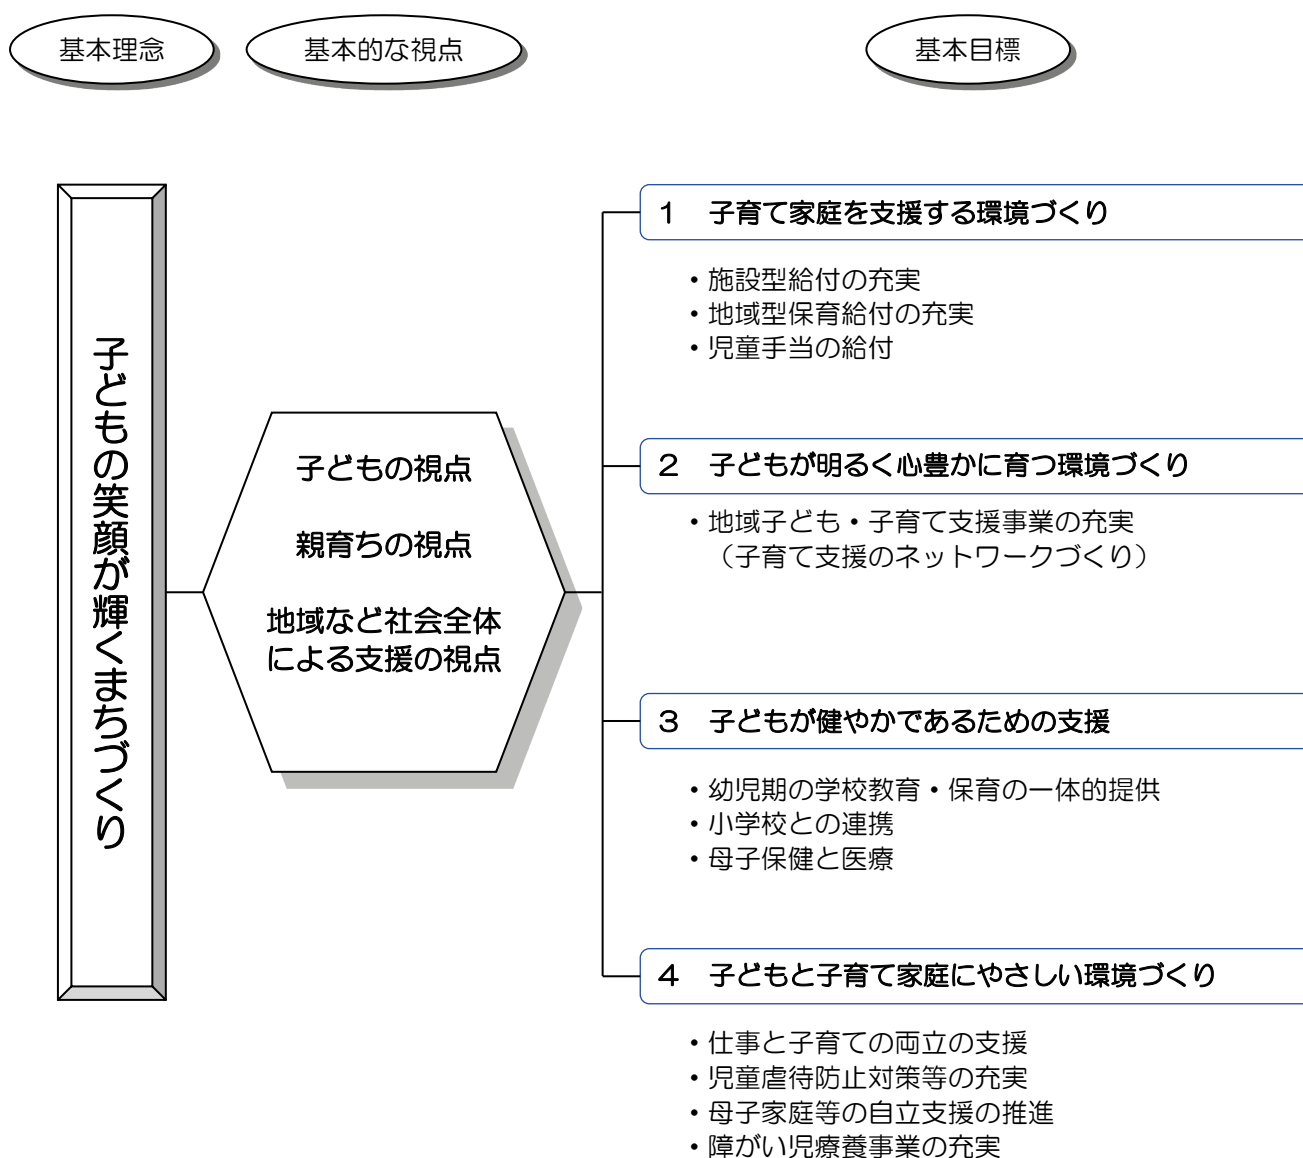 基本理念
基本的な視点
基本目標
子どもの笑顔が輝くまちづくり
子どもの視点
親育ちの視点
地域など社会全体
による支援の視点
1 子育て家庭を支援する環境づくり
・施設型給付の充実
・地域型保育給付の充実
・児童手当の給付
2 子どもが明るく心豊かに育つ環境づくり
・地域子ども・子育て支援事業の充実
（子育て支援のネットワークづくり）
3 子どもが健やかであるための支援
・幼児期の学校教育・保育の一体的提供
・小学校との連携
・母子保健と医療
4 子どもと子育て家庭にやさしい環境づくり
・仕事と子育ての両立の支援
・児童虐待防止対策等の充実
・母子家庭等の自立支援の推進
・障がい児療養事業の充実